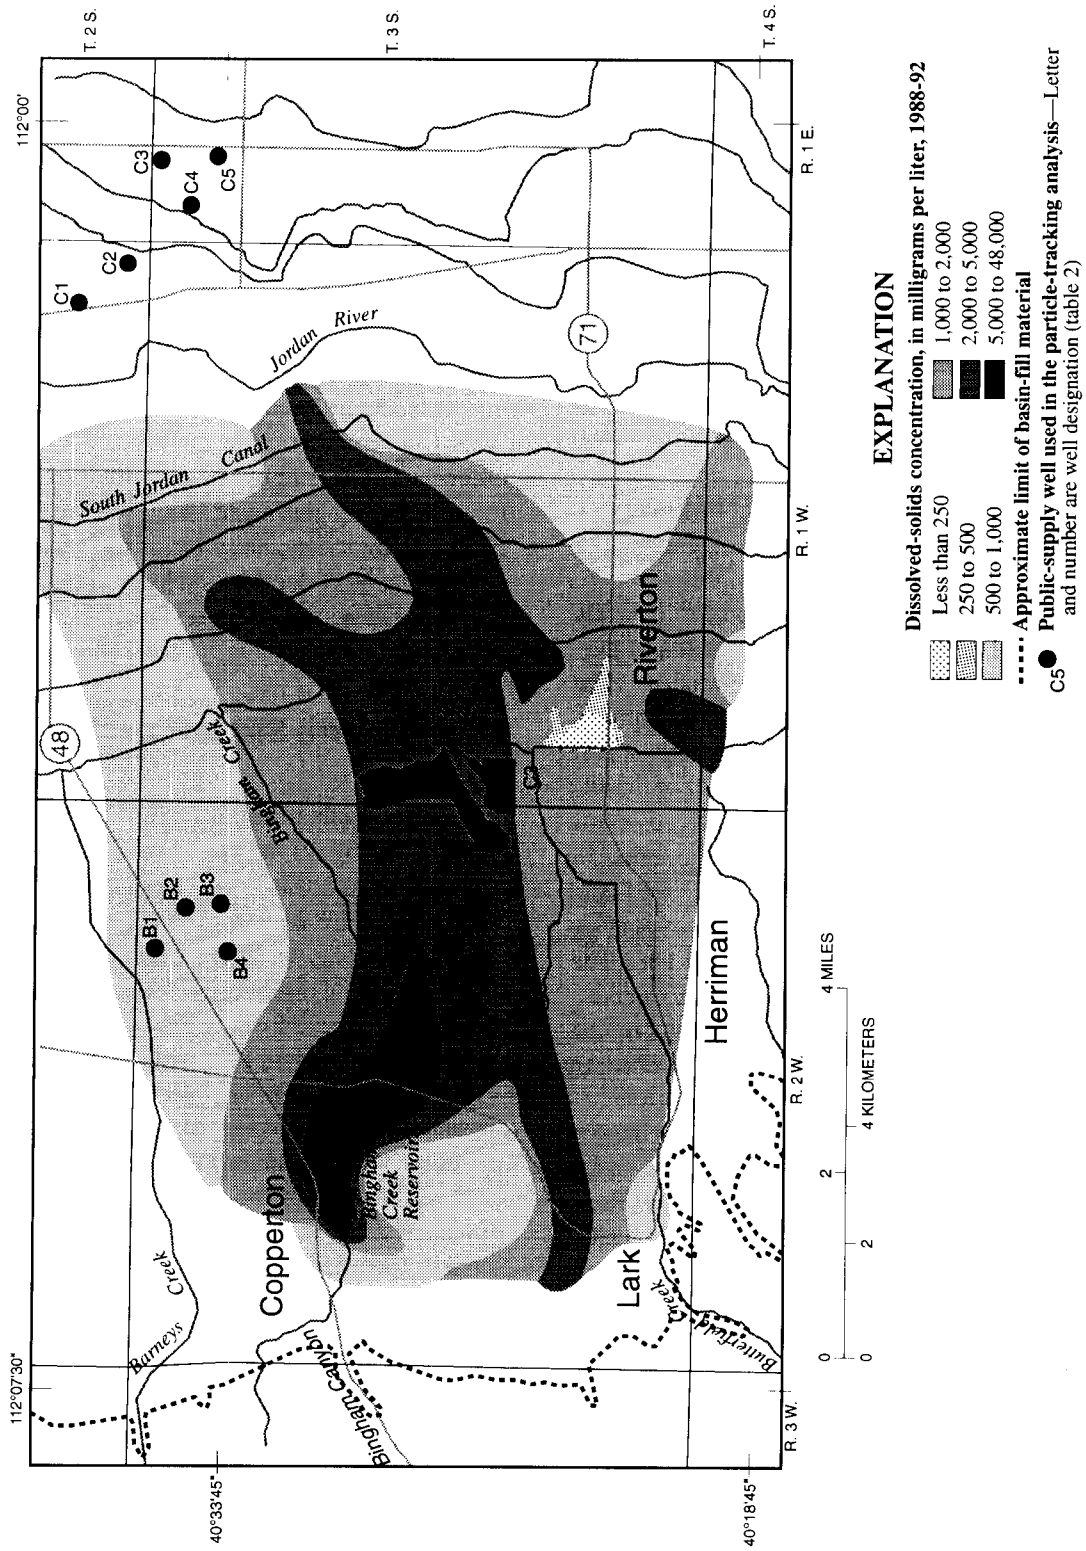 112°07'30"
112°00'
T. 2 S.
T. 3 S.
T. 4 S.
40°33'45"
40°18'45"
R. 3 W.
R. 2 W.
R. 1 W.
R. 1 E.
48
71
Barneys
Creek
Copperton
Bingham Canyon
Bingham
Creek
Reservoir
Lark
Butterfield
Creek
Herriman
Riverton
Bingham Creek
South Jordan Canal
Jordan River
B1
B2
B3
B4
C1
C2
C3
C4
C5
0 2 4 MILES
0 2 4 KILOMETERS
EXPLANATION
Dissolved-solids concentration, in milligrams per liter, 1988-92
Less than 250
250 to 500
500 to 1,000
1,000 to 2,000
2,000 to 5,000
5,000 to 48,000
Approximate limit of basin-fill material
C5 Public-supply well used in the particle-tracking analysis—Letter
and number are well designation (table 2)